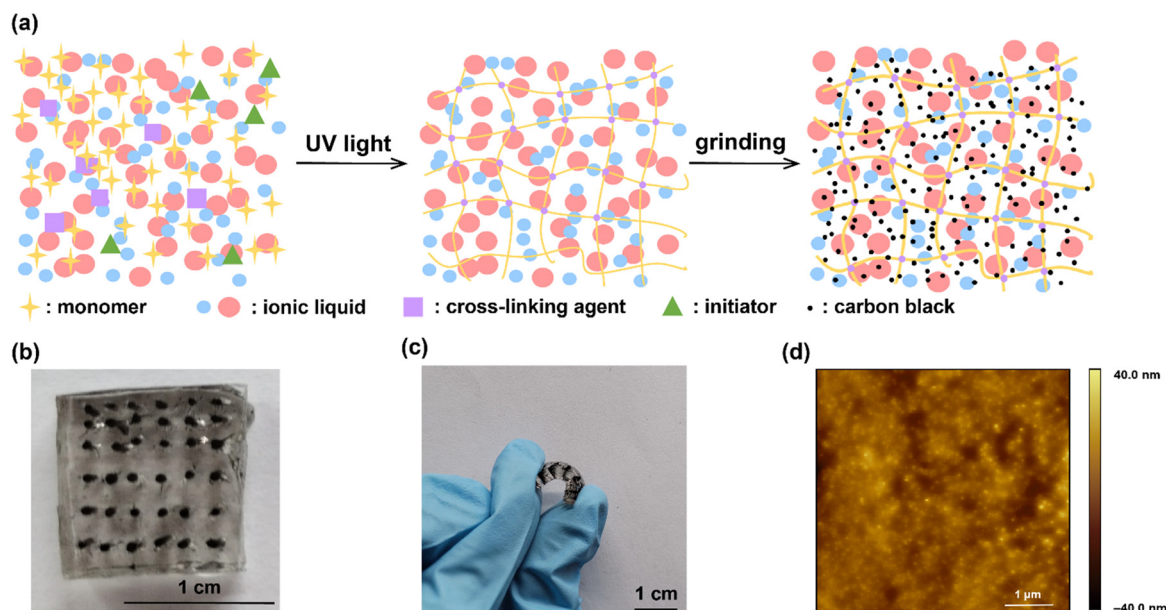 (a)
UV light
grinding
: monomer
: ionic liquid
: cross-linking agent
: initiator
: carbon black
(b)
1 cm
(c)
1 cm
(d)
40.0 nm
1 µm
–40.0 nm